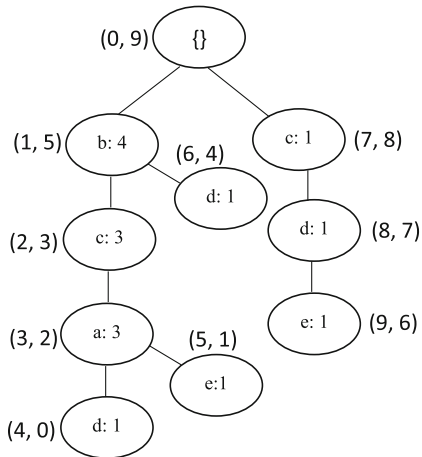 (0, 9) {}
(1, 5) b: 4 (6, 4) c: 1 (7, 8)
d: 1
(2, 3) c: 3 d: 1 (8, 7)
(3, 2) a: 3 (5, 1) e: 1 (9, 6)
e:1
(4, 0) d: 1